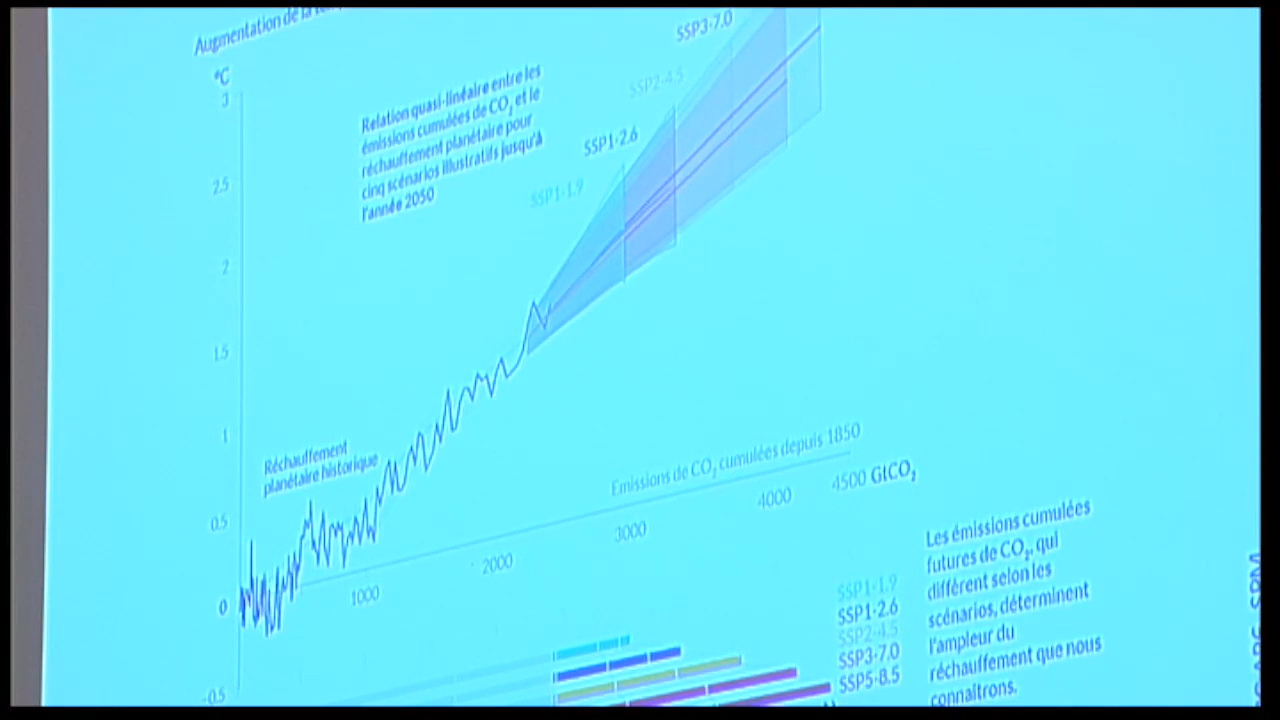 Augmentation de la
°C
3
2.5
2
1.5
1
0.5
0
-0.5
Relation quasi-linéaire entre les
émissions cumulées de CO₂ et le
réchauffement planétaire pour
cinq scénarios illustratifs jusqu'à
l'année 2050
SSP3-7.0
SSP2-4.5
SSP1-2.6
SSP1-1.9
Réchauffement
planétaire historique
Emissions de CO₂ cumulées depuis 1850
1000
2000
3000
4000
4500 GtCO₂
SSP1-1.9
SSP1-2.6
SSP2-4.5
SSP3-7.0
SSP5-8.5
Les émissions cumulées
futures de CO₂, qui
diffèrent selon les
scénarios, déterminent
l'ampleur du
réchauffement que nous
connaîtrons.